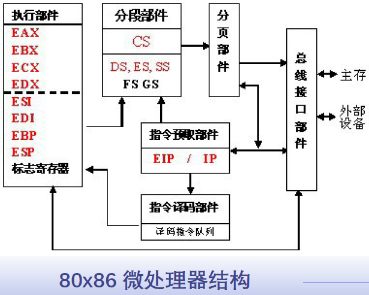 执行部件
EAX
EBX
ECX
EDX
ESI
EDI
EBP
ESP
标志寄存器
分段部件
CS
DS, ES, SS
FS GS
分页部件
指令预取部件
EIP / IP
指令译码部件
译码指令队列
总线接口部件
主存
外部
设备
80x86 微处理器结构